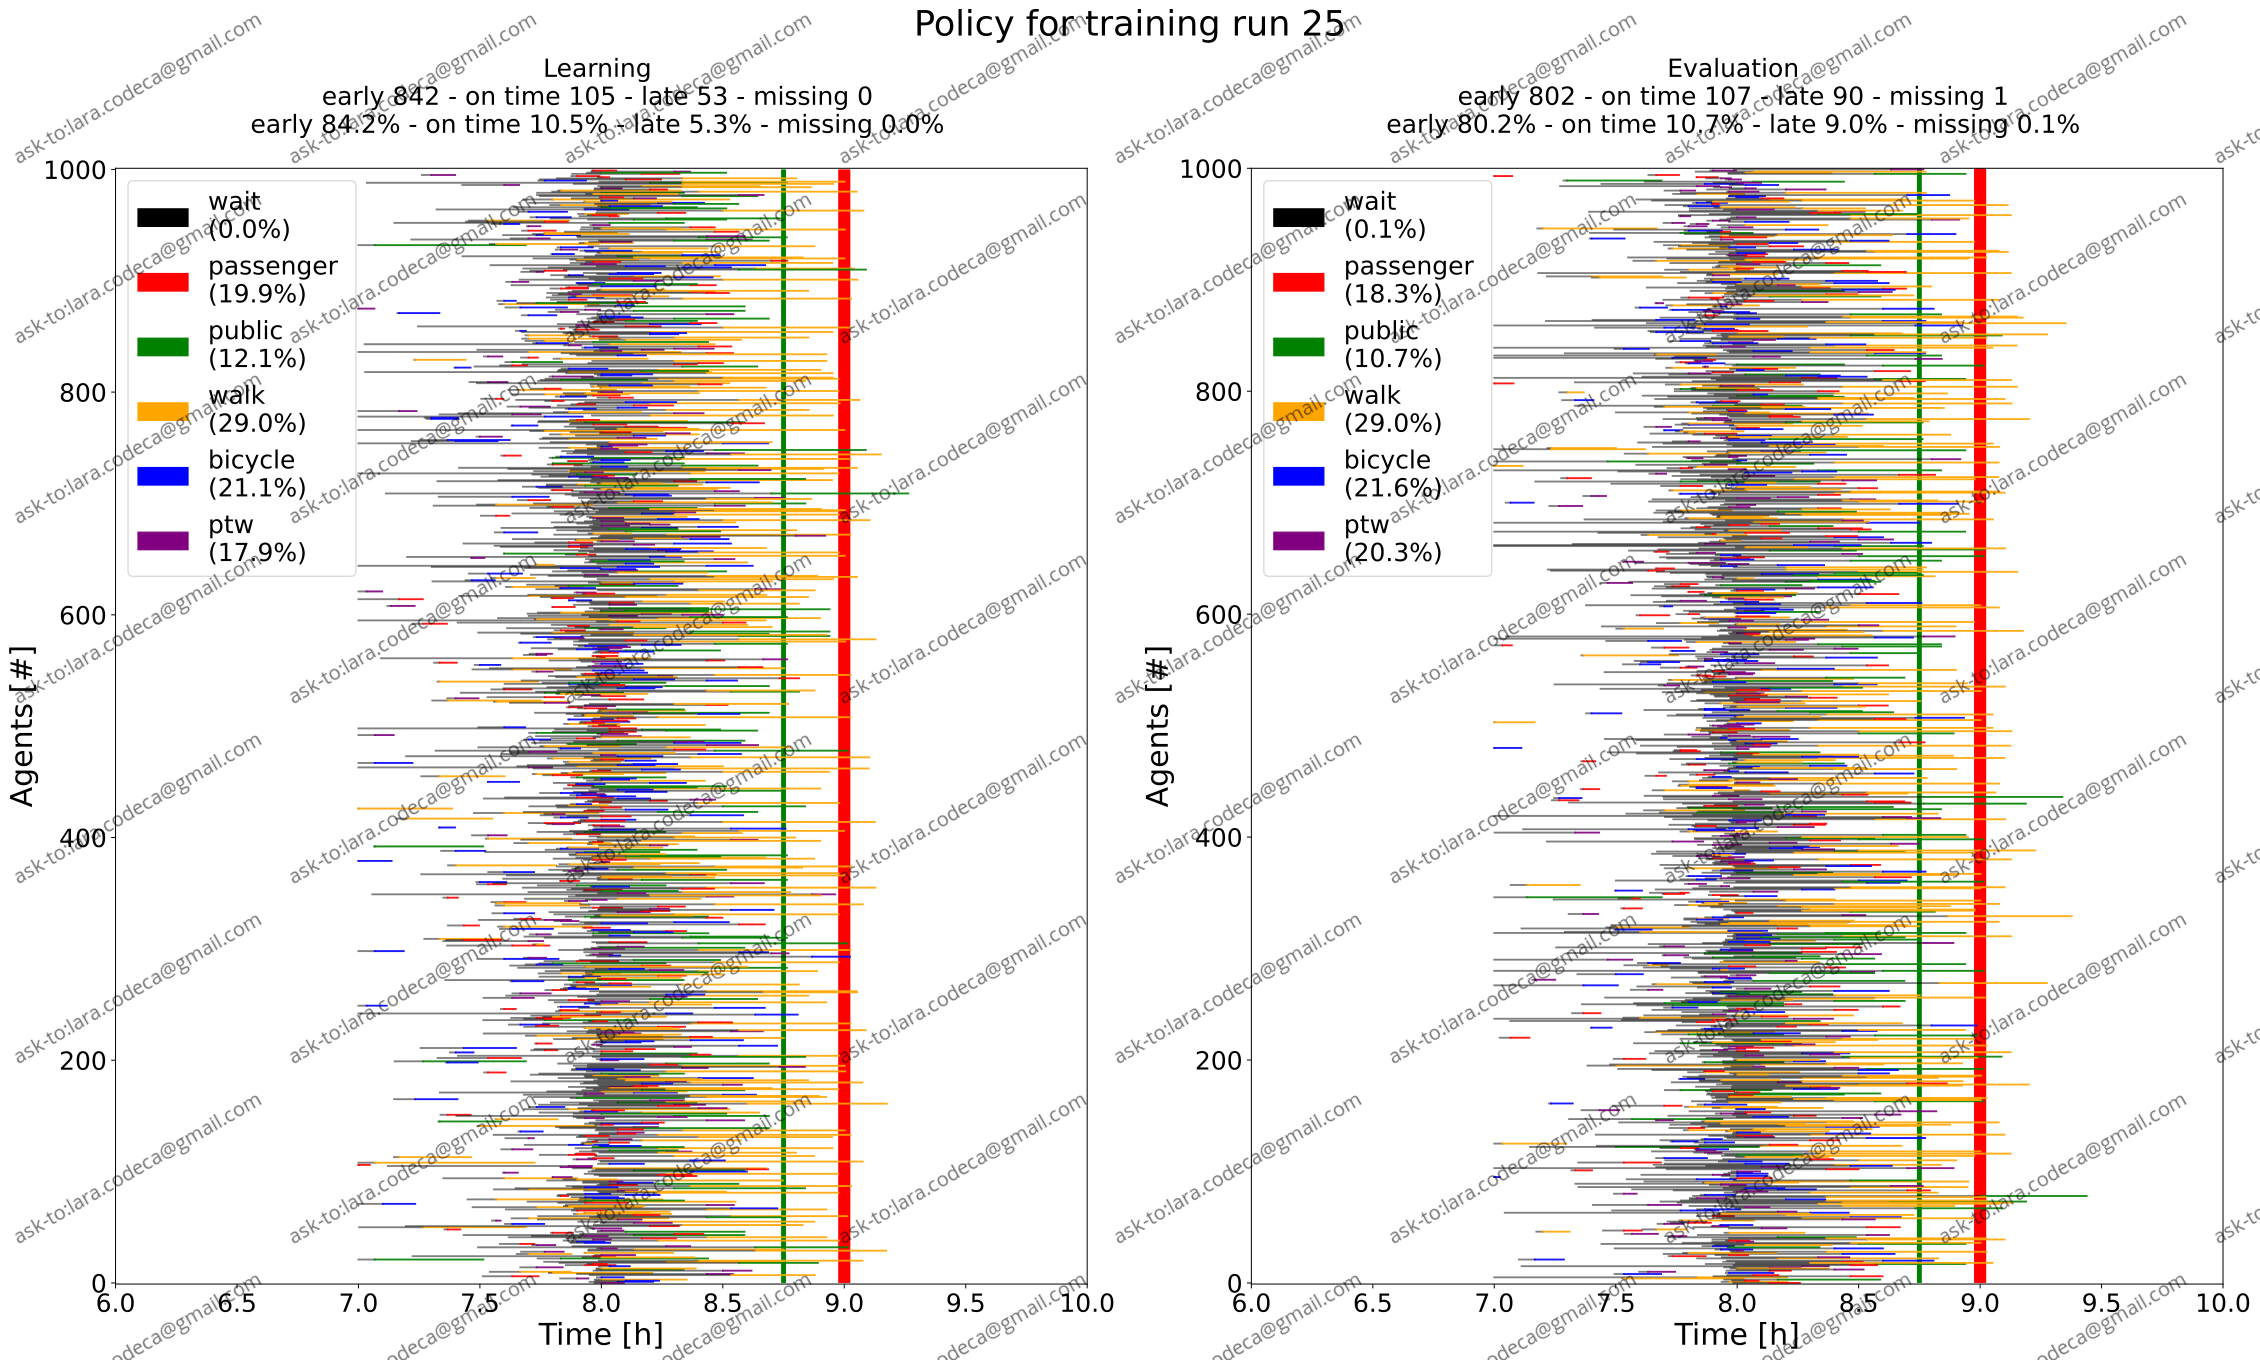 Policy for training run 25
Learning
early 842 - on time 105 - late 53 - missing 0
early 84.2% - on time 10.5% - late 5.3% - missing 0.0%
1000
800
600
400
200
0
Agents [#]
wait
(0.0%)
passenger
(19.9%)
public
(12.1%)
walk
(29.0%)
bicycle
(21.1%)
ptw
(17.9%)
6.0 6.5 7.0 7.5 8.0 8.5 9.0 9.5 10.0
Time [h]
Evaluation
early 802 - on time 107 - late 90 - missing 1
early 80.2% - on time 10.7% - late 9.0% - missing 0.1%
1000
800
600
400
200
0
Agents [#]
wait
(0.1%)
passenger
(18.3%)
public
(10.7%)
walk
(29.0%)
bicycle
(21.6%)
ptw
(20.3%)
6.0 6.5 7.0 7.5 8.0 8.5 9.0 9.5 10.0
Time [h]
ask-to:lara.codeca@gmail.com